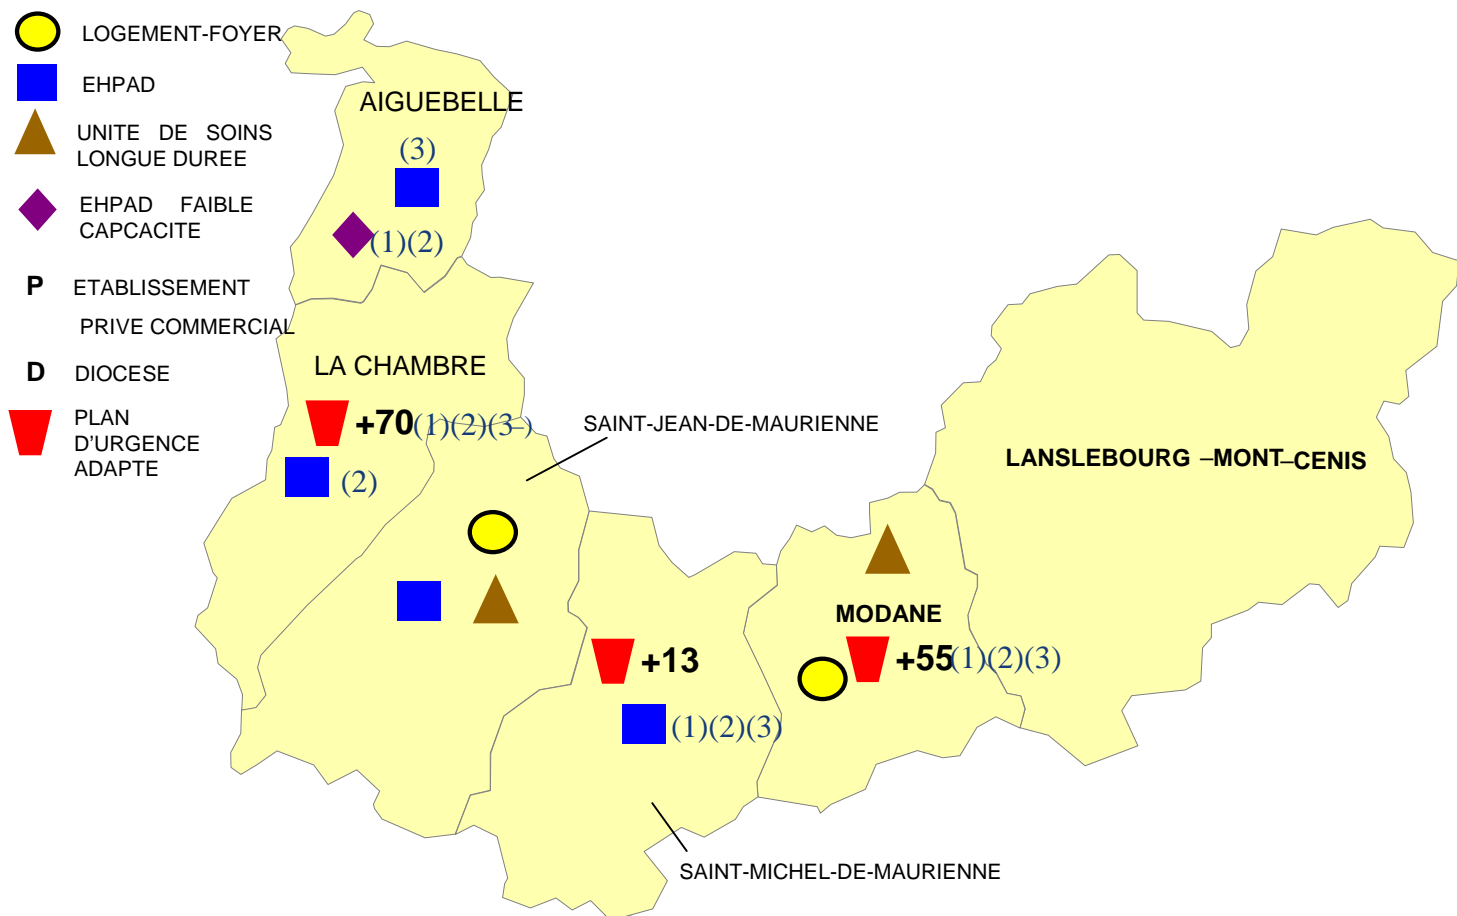 LOGEMENT-FOYER
EHPAD
UNITE DE SOINS
LONGUE DUREE
EHPAD FAIBLE
CAPCACITE
P ETABLISSEMENT
PRIVE COMMERCIAL
D DIOCESE
PLAN
D'URGENCE
ADAPTE
AIGUEBELLE
(3)
(1)(2)
LA CHAMBRE
+70(1)(2)(3)
(2)
SAINT-JEAN-DE-MAURIENNE
LANSLEBOURG –MONT–CENIS
MODANE
+13
+55(1)(2)(3)
(1)(2)(3)
SAINT-MICHEL-DE-MAURIENNE